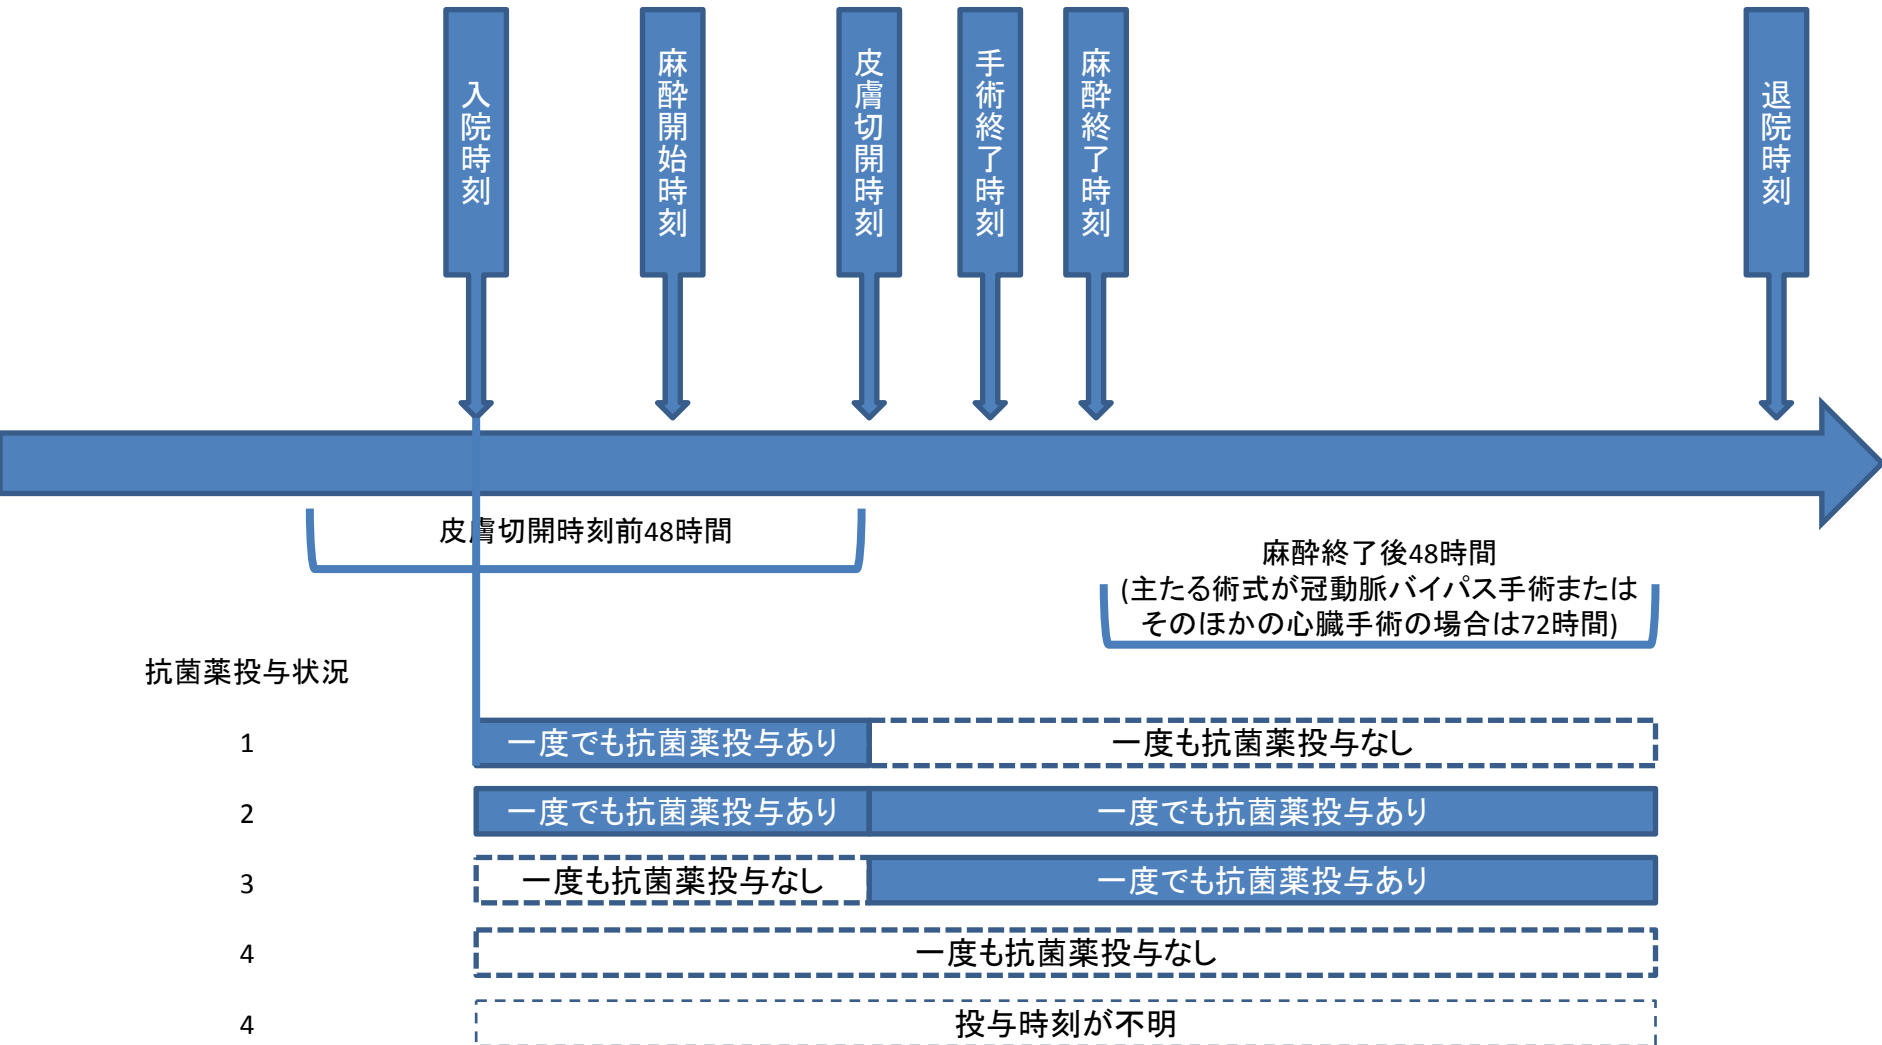 入院時刻
麻酔開始時刻
皮膚切開時刻
手術終了時刻
麻酔終了時刻
退院時刻
皮膚切開時刻前48時間
麻酔終了後48時間
(主たる術式が冠動脈バイパス手術または
そのほかの心臓手術の場合は72時間)
抗菌薬投与状況
1 一度でも抗菌薬投与あり 一度も抗菌薬投与なし
2 一度でも抗菌薬投与あり 一度でも抗菌薬投与あり
3 一度も抗菌薬投与なし 一度でも抗菌薬投与あり
4 一度も抗菌薬投与なし
4 投与時刻が不明